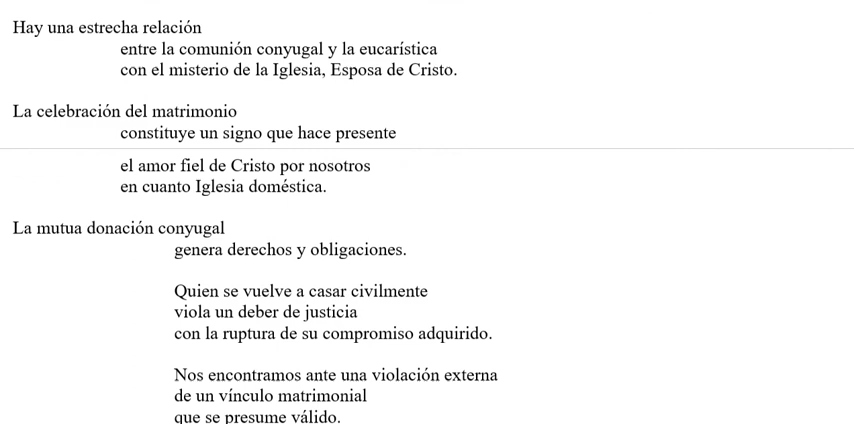 Hay una estrecha relación
entre la comunión conyugal y la eucarística
con el misterio de la Iglesia, Esposa de Cristo.
La celebración del matrimonio
constituye un signo que hace presente
el amor fiel de Cristo por nosotros
en cuanto Iglesia doméstica.
La mutua donación conyugal
genera derechos y obligaciones.
Quien se vuelve a casar civilmente
viola un deber de justicia
con la ruptura de su compromiso adquirido.
Nos encontramos ante una violación externa
de un vínculo matrimonial
que se presume válido.